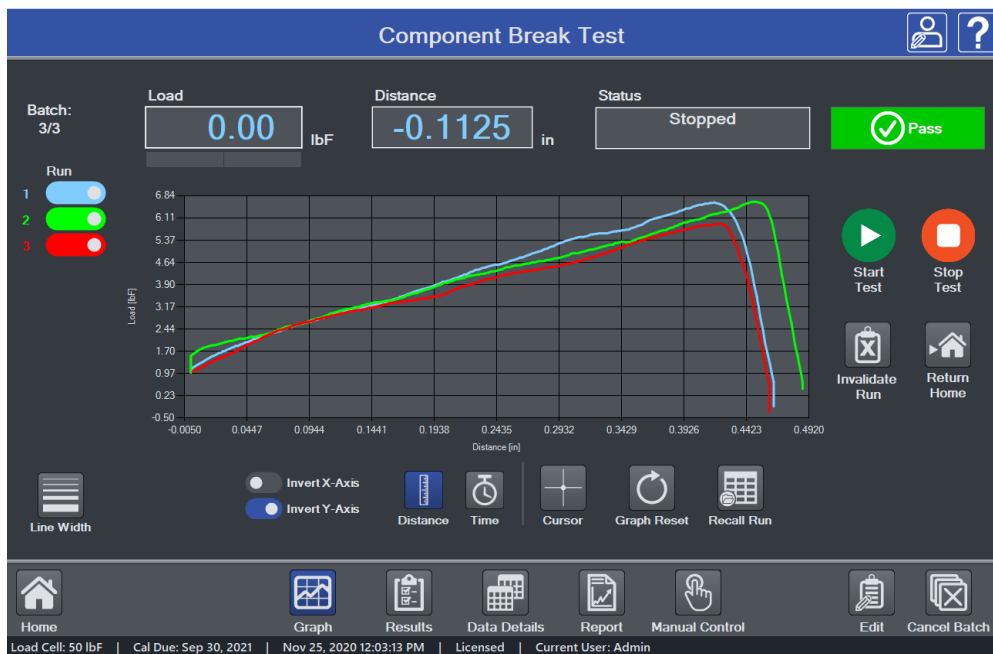 Component Break Test
?
Batch:
3/3
Load
0.00 lbF
Distance
-0.1125 in
Status
Stopped
Pass
Run
1
2
3
6.84
6.11
5.37
4.64
3.90
3.17
2.44
1.70
0.97
0.23
-0.50
Load [lbF]
-0.0050 0.0447 0.0944 0.1441 0.1938 0.2435 0.2932 0.3429 0.3926 0.4423 0.4920
Distance [in]
Start
Test
Stop
Test
Invalidate
Run
Return
Home
Line Width
Invert X-Axis
Invert Y-Axis
Distance
Time
Cursor
Graph Reset
Recall Run
Home
Graph
Results
Data Details
Report
Manual Control
Edit
Cancel Batch
Load Cell: 50 lbF | Cal Due: Sep 30, 2021 | Nov 25, 2020 12:03:13 PM | Licensed | Current User: Admin